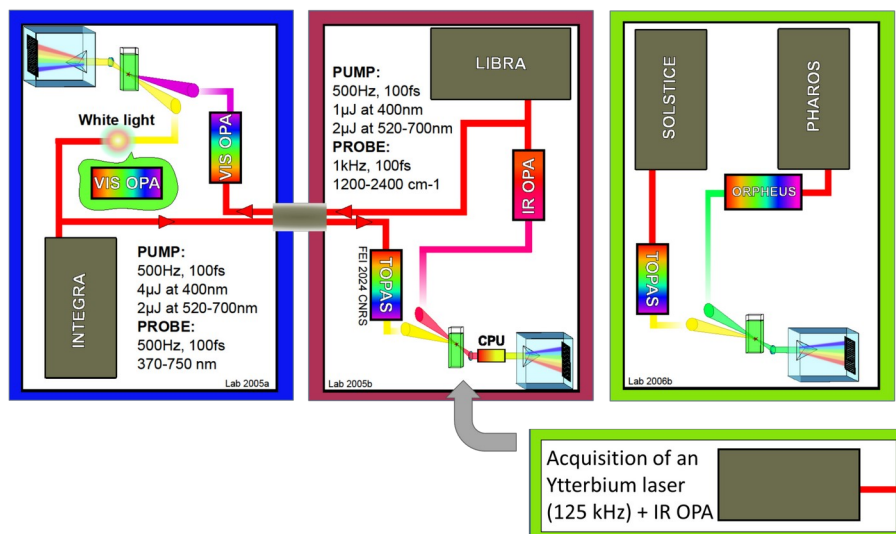 White light
VIS OPA
VIS OPA
INTEGRA
PUMP:
500Hz, 100fs
4µJ at 400nm
2µJ at 520-700nm
PROBE:
500Hz, 100fs
370-750 nm
Lab 2005a
PUMP:
500Hz, 100fs
1µJ at 400nm
2µJ at 520-700nm
PROBE:
1kHz, 100fs
1200-2400 cm-1
LIBRA
IR OPA
TOPAS
FEI 2024 CNRS
CPU
Lab 2005b
SOLSTICE
PHAROS
ORPHEUS
TOPAS
Lab 2006b
Acquisition of an
Ytterbium laser
(125 kHz) + IR OPA